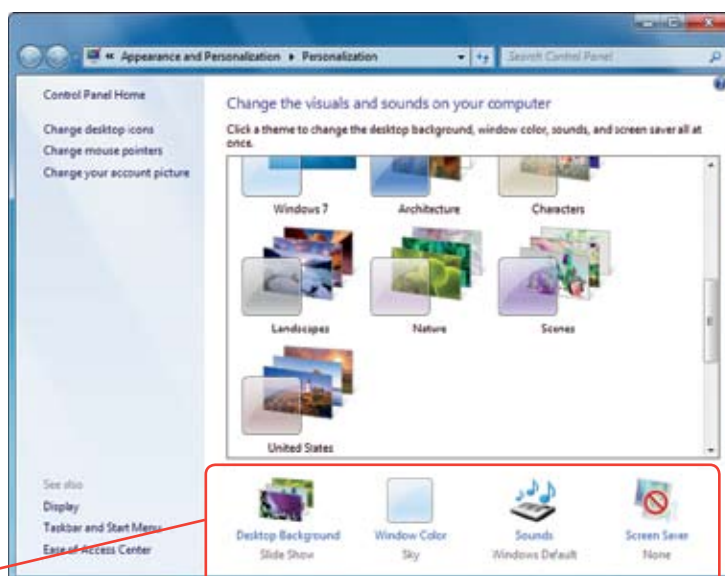 « Appearance and Personalization ▸ Personalization
Search Control Panel
Control Panel Home
Change desktop icons
Change mouse pointers
Change your account picture
See also
Display
Taskbar and Start Menu
Ease of Access Center
Change the visuals and sounds on your computer
Click a theme to change the desktop background, window color, sounds, and screen saver all at
once.
Windows 7
Architecture
Characters
Landscapes
Nature
Scenes
United States
Desktop Background
Slide Show
Window Color
Sky
Sounds
Windows Default
Screen Saver
None